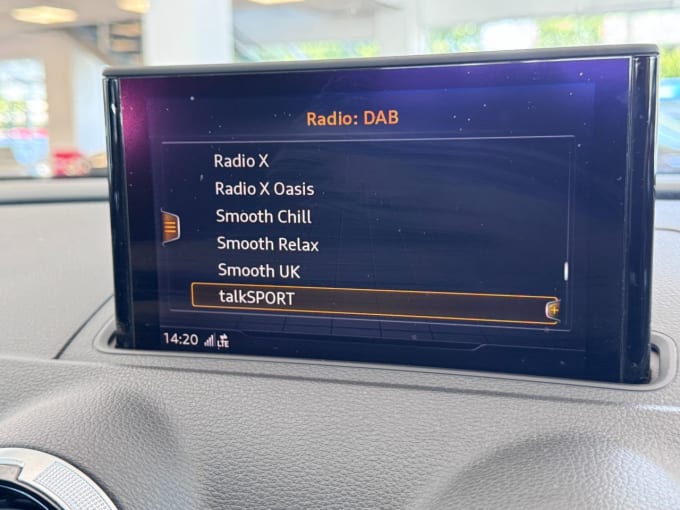 Radio: DAB
Radio X
Radio X Oasis
Smooth Chill
Smooth Relax
Smooth UK
talkSPORT
14:20 LTE